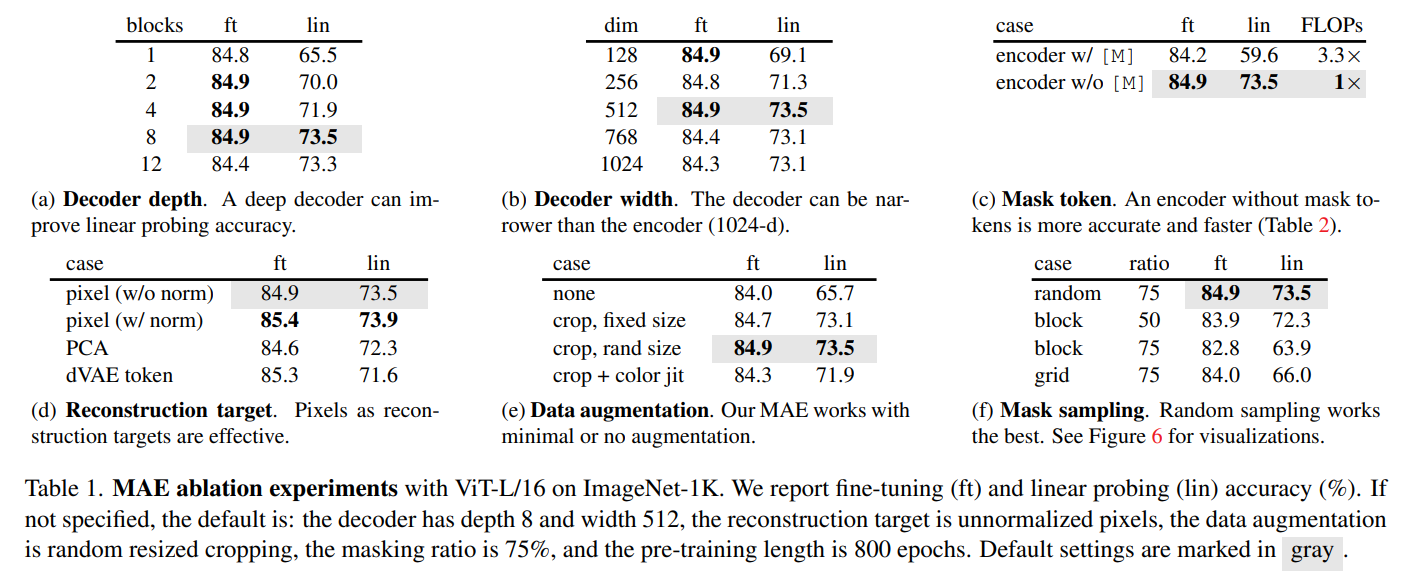 blocks ft lin
1 84.8 65.5
2 84.9 70.0
4 84.9 71.9
8 84.9 73.5
12 84.4 73.3
(a) Decoder depth. A deep decoder can im-
prove linear probing accuracy.
dim ft lin
128 84.9 69.1
256 84.8 71.3
512 84.9 73.5
768 84.4 73.1
1024 84.3 73.1
(b) Decoder width. The decoder can be nar-
rower than the encoder (1024-d).
case ft lin FLOPs
encoder w/ [M] 84.2 59.6 3.3×
encoder w/o [M] 84.9 73.5 1×
(c) Mask token. An encoder without mask to-
kens is more accurate and faster (Table 2).
case ft lin
pixel (w/o norm) 84.9 73.5
pixel (w/ norm) 85.4 73.9
PCA 84.6 72.3
dVAE token 85.3 71.6
(d) Reconstruction target. Pixels as recon-
struction targets are effective.
case ft lin
none 84.0 65.7
crop, fixed size 84.7 73.1
crop, rand size 84.9 73.5
crop + color jit 84.3 71.9
(e) Data augmentation. Our MAE works with
minimal or no augmentation.
case ratio ft lin
random 75 84.9 73.5
block 50 83.9 72.3
block 75 82.8 63.9
grid 75 84.0 66.0
(f) Mask sampling. Random sampling works
the best. See Figure 6 for visualizations.
Table 1. MAE ablation experiments with ViT-L/16 on ImageNet-1K. We report fine-tuning (ft) and linear probing (lin) accuracy (%). If
not specified, the default is: the decoder has depth 8 and width 512, the reconstruction target is unnormalized pixels, the data augmentation
is random resized cropping, the masking ratio is 75%, and the pre-training length is 800 epochs. Default settings are marked in gray .